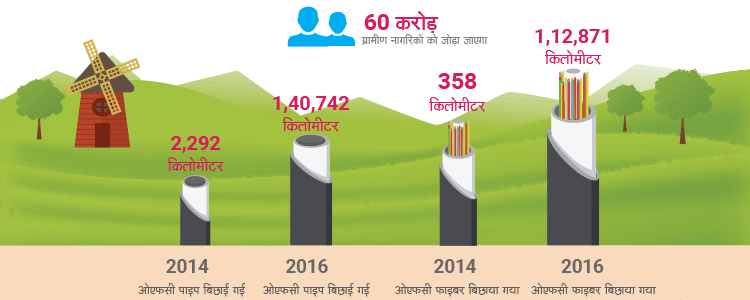 60 करोड़
ग्रामीण नागरिकों को जोड़ा जाएगा
1,12,871
किलोमीटर
358
किलोमीटर
1,40,742
किलोमीटर
2,292
किलोमीटर
2014
ओएफसी पाइप बिछाई गई
2016
ओएफसी पाइप बिछाई गई
2014
ओएफसी फाइबर बिछाया गया
2016
ओएफसी फाइबर बिछाया गया